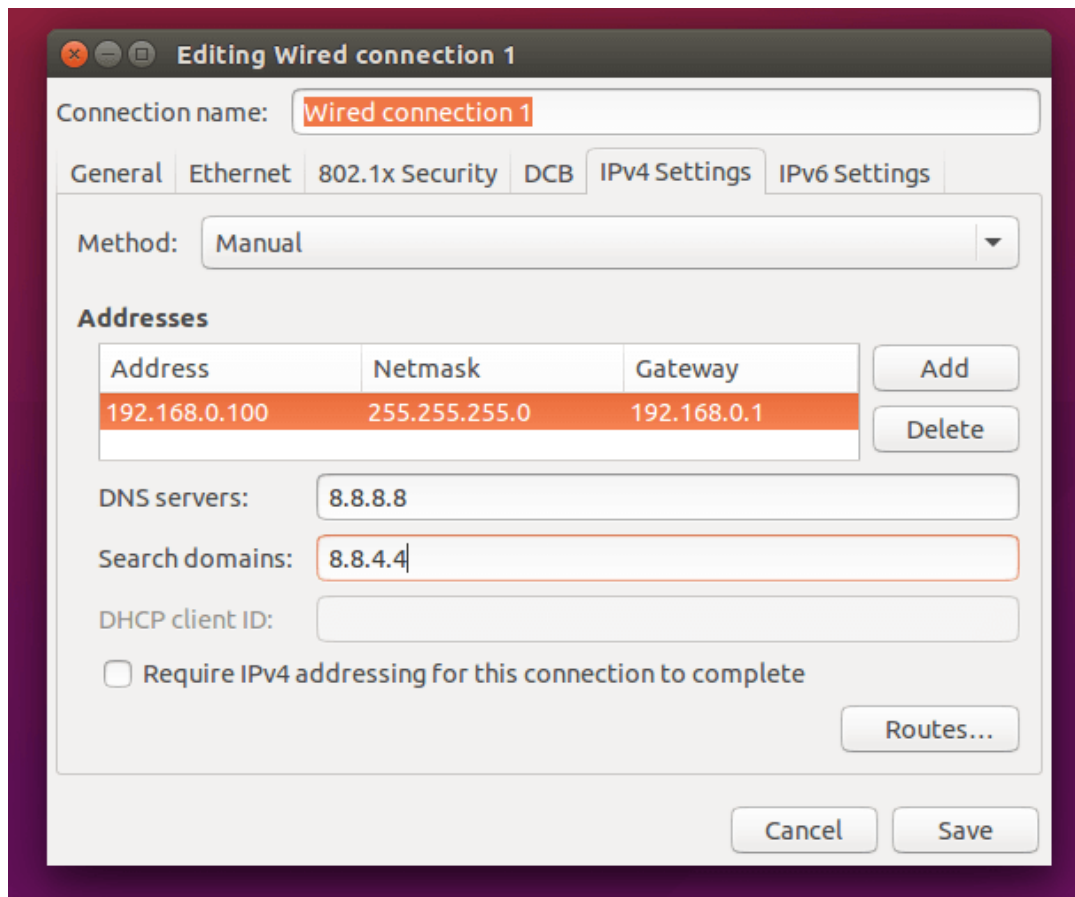 Editing Wired connection 1
Connection name: Wired connection 1
General Ethernet 802.1x Security DCB IPv4 Settings IPv6 Settings
Method: Manual
Addresses
Address Netmask Gateway Add
192.168.0.100 255.255.255.0 192.168.0.1
Delete
DNS servers: 8.8.8.8
Search domains: 8.8.4.4
DHCP client ID:
Require IPv4 addressing for this connection to complete
Routes...
Cancel Save